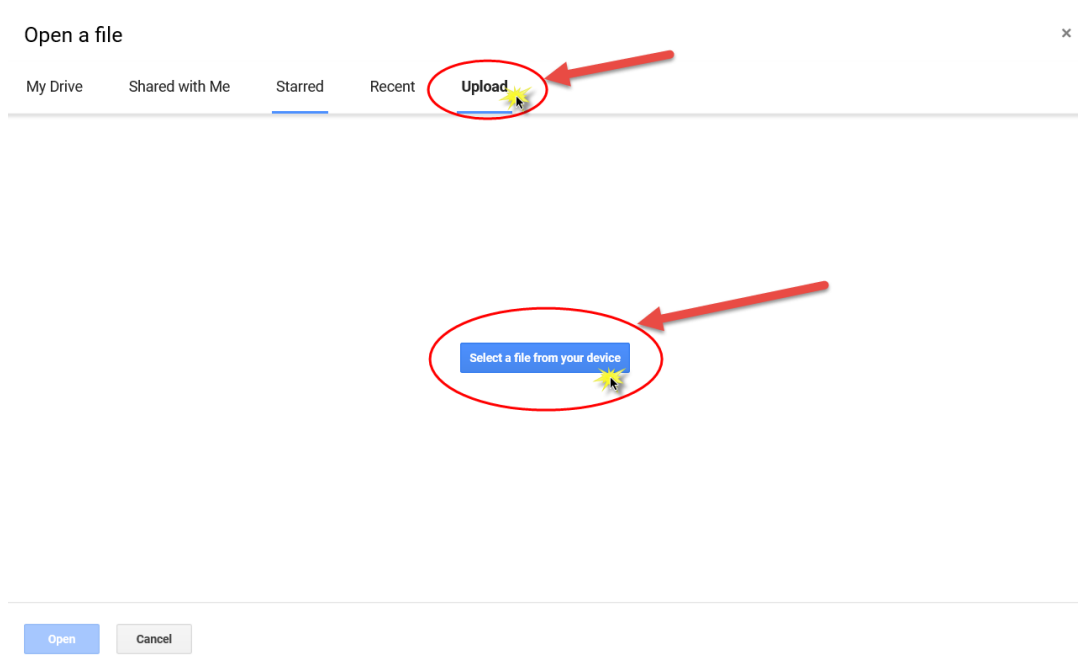 Open a file
×
My Drive Shared with Me Starred Recent Upload
Select a file from your device
Open Cancel